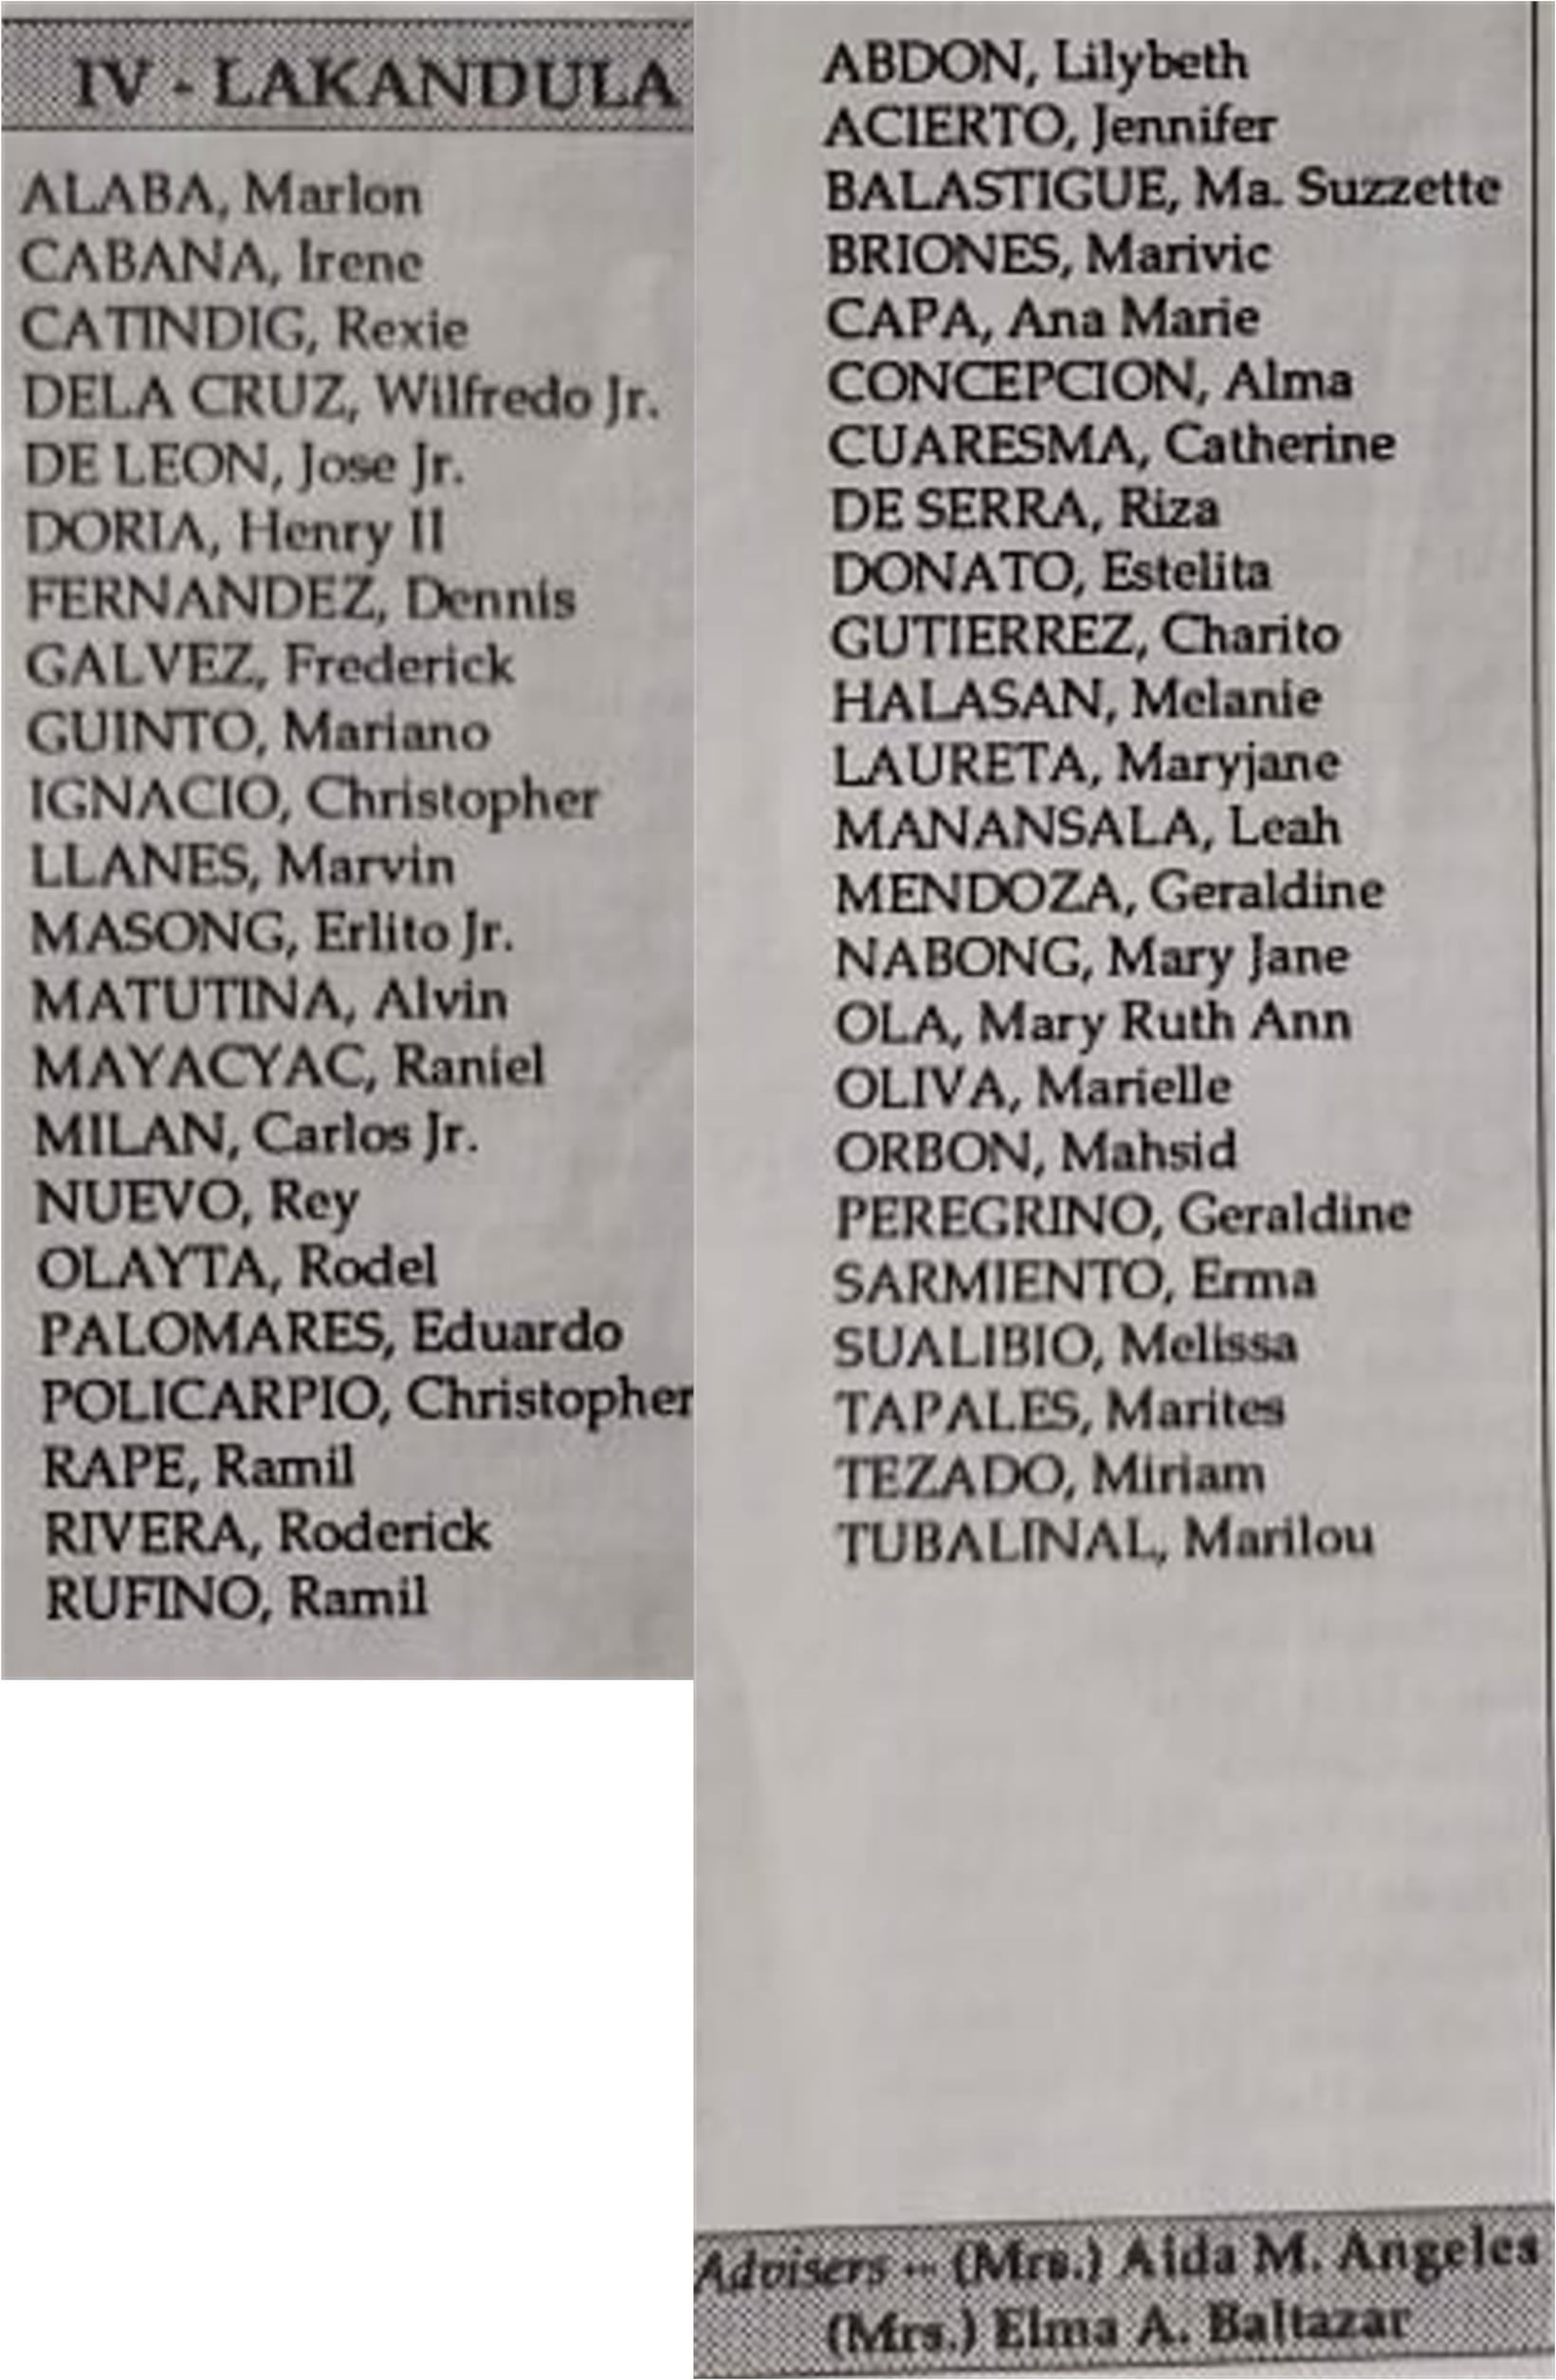 IV - LAKANDULA
ALABA, Marlon
CABANA, Irene
CATINDIG, Rexie
DELA CRUZ, Wilfredo Jr.
DE LEON, Jose Jr.
DORIA, Henry II
FERNANDEZ, Dennis
GALVEZ, Frederick
GUINTO, Mariano
IGNACIO, Christopher
LLANES, Marvin
MASONG, Erlito Jr.
MATUTINA, Alvin
MAYACYAC, Raniel
MILAN, Carlos Jr.
NUEVO, Rey
OLAYTA, Rodel
PALOMARES, Eduardo
POLICARPIO, Christopher
RAPE, Ramil
RIVERA, Roderick
RUFINO, Ramil
ABDON, Lilybeth
ACIERTO, Jennifer
BALASTIGUE, Ma. Suzzette
BRIONES, Marivic
CAPA, Ana Marie
CONCEPCION, Alma
CUARESMA, Catherine
DE SERRA, Riza
DONATO, Estelita
GUTIERREZ, Charito
HALASAN, Melanie
LAURETA, Maryjane
MANANSALA, Leah
MENDOZA, Geraldine
NABONG, Mary Jane
OLA, Mary Ruth Ann
OLIVA, Marielle
ORBON, Mahsid
PEREGRINO, Geraldine
SARMIENTO, Erma
SUALIBIO, Melissa
TAPALES, Marites
TEZADO, Miriam
TUBALINAL, Marilou
Advisers -- (Mrs.) Aida M. Angeles
(Mrs.) Elma A. Baltazar